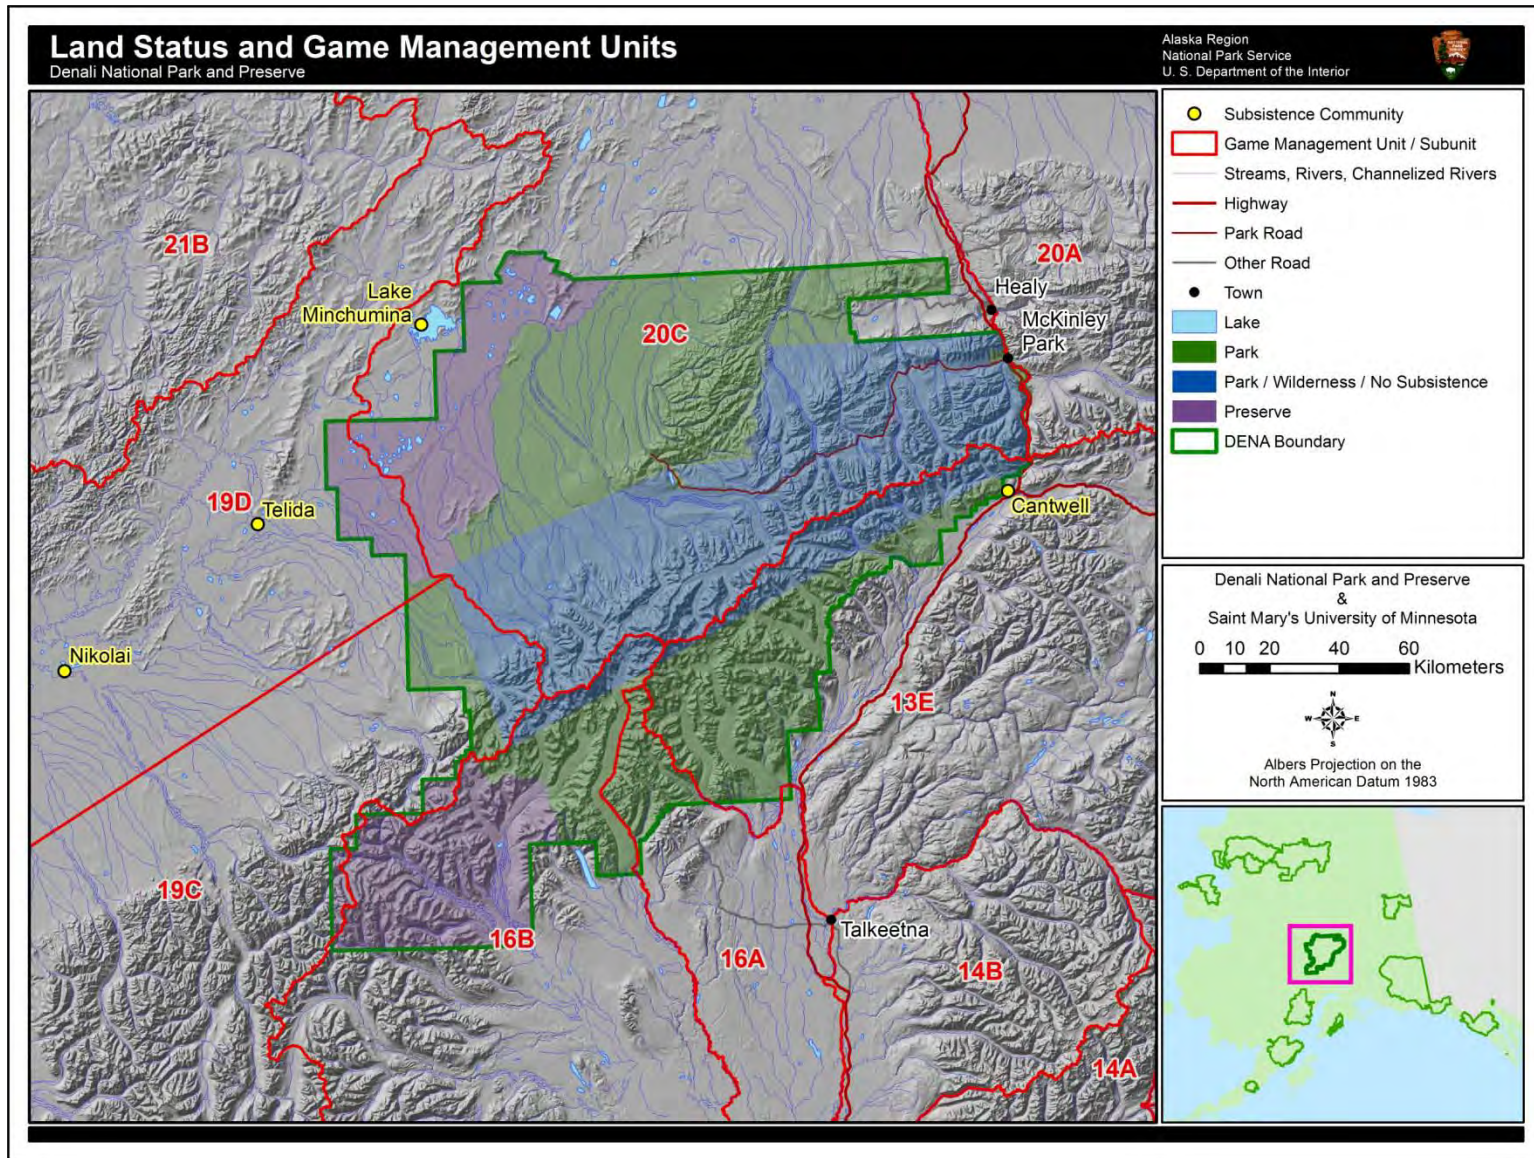 Land Status and Game Management Units
Denali National Park and Preserve
Alaska Region
National Park Service
U. S. Department of the Interior
21B
20A
Lake
Minchumina
Healy
20C
McKinley
Park
19D
Telida
Cantwell
Nikolai
13E
19C
16B
16A
Talkeetna
14B
14A
Subsistence Community
Game Management Unit / Subunit
Streams, Rivers, Channelized Rivers
Highway
Park Road
Other Road
Town
Lake
Park
Park / Wilderness / No Subsistence
Preserve
DENA Boundary
Denali National Park and Preserve
&
Saint Mary's University of Minnesota
0 10 20 40 60
Kilometers
N
W E
S
Albers Projection on the
North American Datum 1983